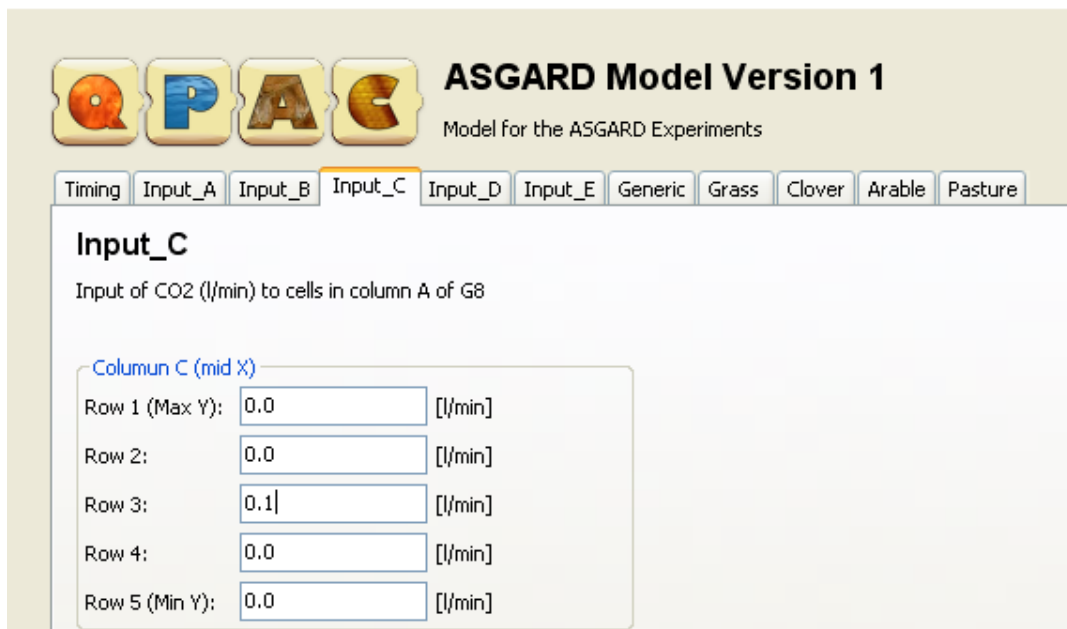 QPAC
ASGARD Model Version 1
Model for the ASGARD Experiments
Timing Input_A Input_B Input_C Input_D Input_E Generic Grass Clover Arable Pasture
Input_C
Input of CO2 (l/min) to cells in column A of G8
Columun C (mid X)
Row 1 (Max Y): 0.0 [l/min]
Row 2: 0.0 [l/min]
Row 3: 0.1 [l/min]
Row 4: 0.0 [l/min]
Row 5 (Min Y): 0.0 [l/min]